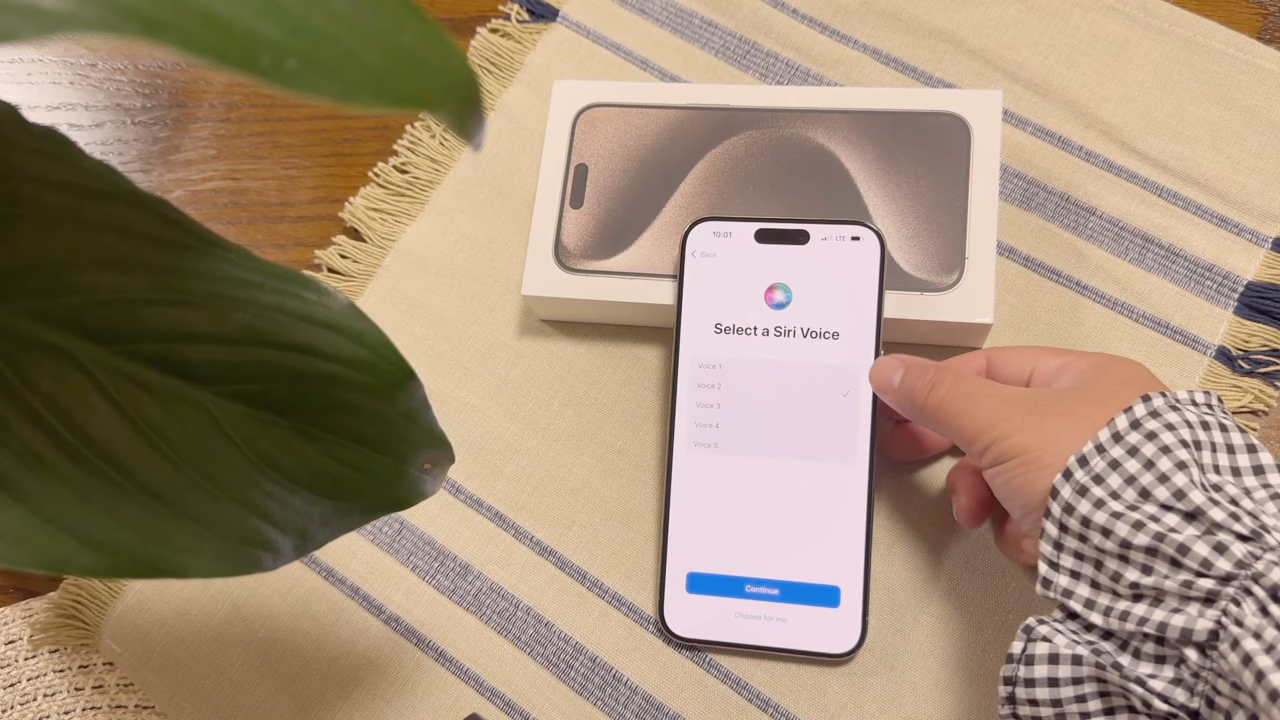 10:01
LTE
Back
Select a Siri Voice
Voice 1
Voice 2
Voice 3
Voice 4
Voice 5
Continue
Choose for me